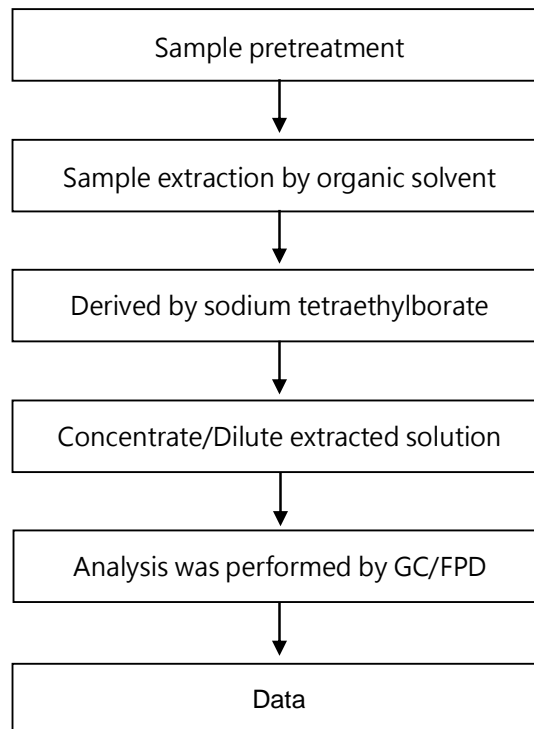 Sample pretreatment
Sample extraction by organic solvent
Derived by sodium tetraethylborate
Concentrate/Dilute extracted solution
Analysis was performed by GC/FPD
Data